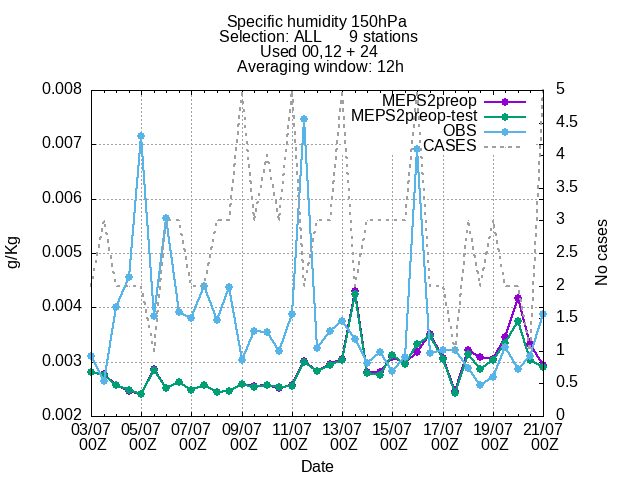 Specific humidity 150hPa
Selection: ALL 9 stations
Used 00,12 + 24
Averaging window: 12h
MEPS2preop
MEPS2preop-test
OBS
CASES
0.008
0.007
0.006
0.005
0.004
0.003
0.002
g/Kg
5
4.5
4
3.5
3
2.5
2
1.5
1
0.5
0
No cases
03/07 05/07 07/07 09/07 11/07 13/07 15/07 17/07 19/07 21/07
00Z 00Z 00Z 00Z 00Z 00Z 00Z 00Z 00Z 00Z
Date